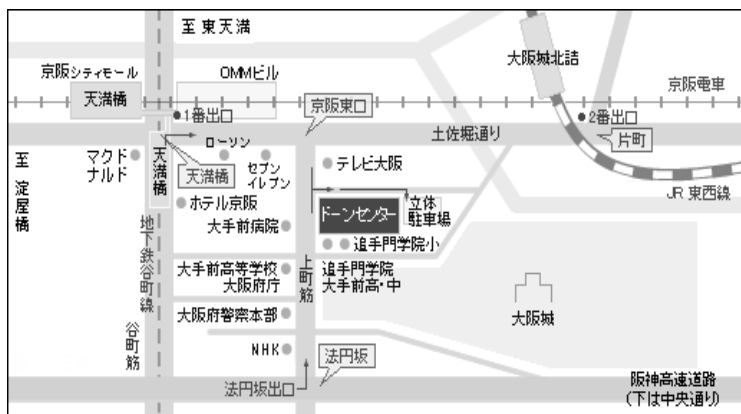 至 東天満
京阪シティモール
OMMビル
大阪城北詰
京阪電車
天満橋
1番出口
京阪東口
2番出口
土佐堀通り
片町
至 淀屋橋
マクド
ナルド
天満橋
ローソン
天満橋
セブン
イレブン
テレビ大阪
JR 東西線
ホテル京阪
ドーンセンター
立体
駐車場
大手前病院
追手門学院小
地下鉄谷町線
上町筋
大手前高等学校
大阪府庁
追手門学院
大手前高・中
大阪城
大阪府警察本部
谷町筋
NHK
法円坂
法円坂出口
阪神高速道路
(下は中央通り)